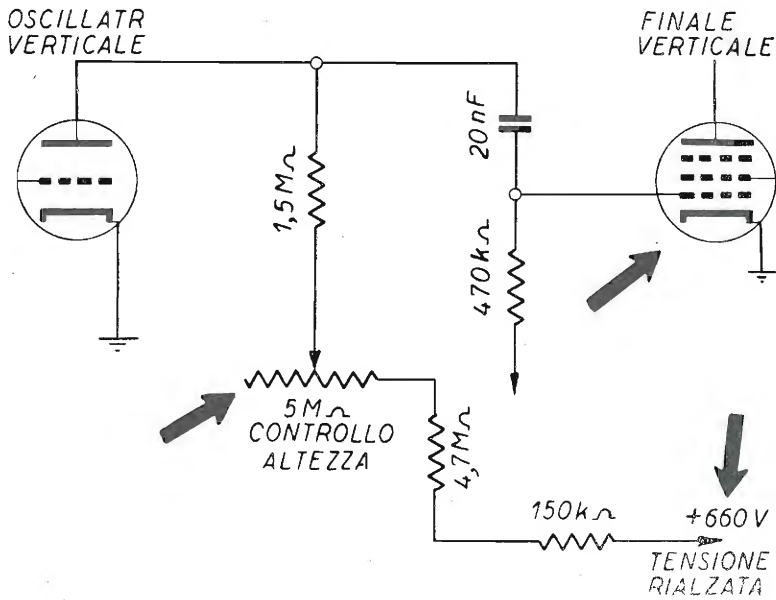 OSCILLATR
VERTICALE
FINALE
VERTICALE
20nF
1,5MΩ
470kΩ
5MΩ
CONTROLLO
ALTEZZA
4,7MΩ
150kΩ
+660V
TENSIONE
RIALZATA